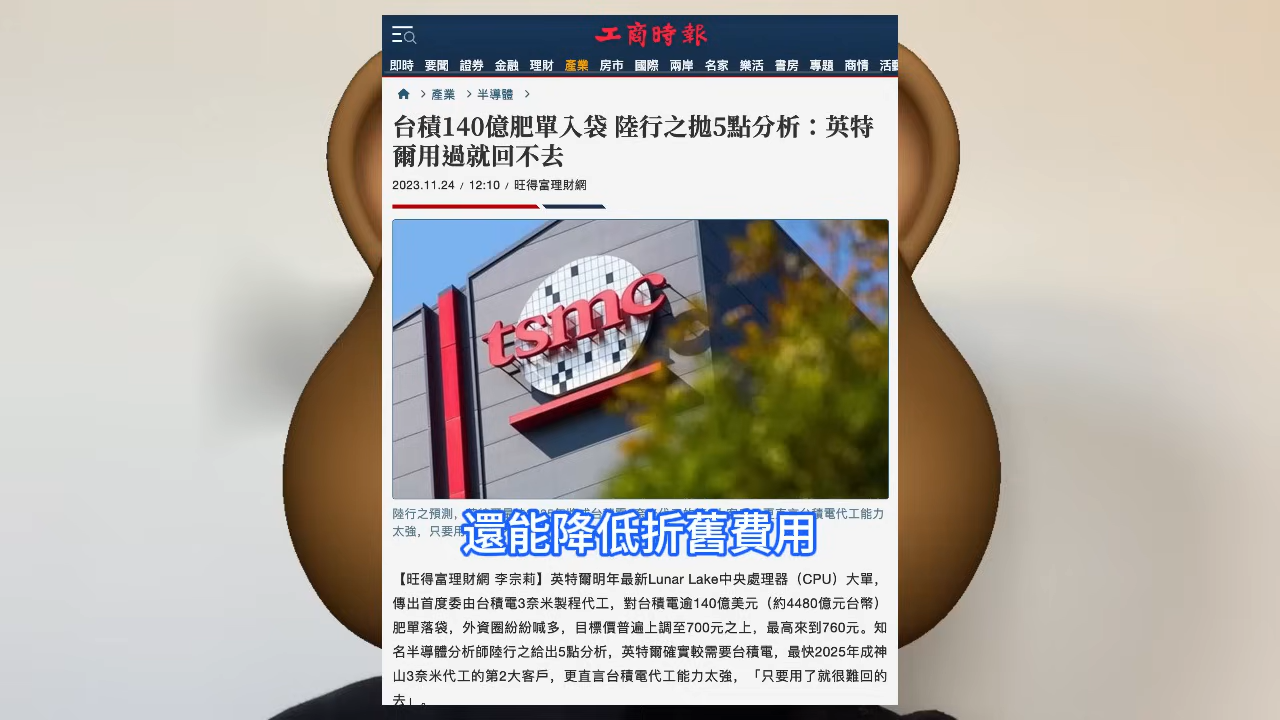 工商時報
即時 要聞 證券 金融 理財 產業 房市 國際 兩岸 名家 樂活 書房 專題 商情 活動
產業 > 半導體 >
台積140億肥單入袋 陸行之拋5點分析：英特
爾用過就回不去
2023.11.24 / 12:10 / 旺得富理財網
tsmc
陸行之預測，
台積電代工能力
太強，只要用
還能降低折舊費用
【旺得富理財網 李宗莉】英特爾明年最新Lunar Lake中央處理器（CPU）大單，
傳出首度委由台積電3奈米製程代工，對台積電逾140億美元（約4480億元台幣）
肥單落袋，外資圈紛紛喊多，目標價普遍上調至700元之上，最高來到760元。知
名半導體分析師陸行之給出5點分析，英特爾確實較需要台積電，最快2025年成神
山3奈米代工的第2大客戶，更直言台積電代工能力太強，「只要用了就很難回的
去」。